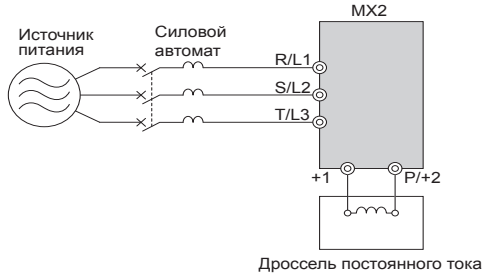 MX2
Источник
питания
Силовой
автомат
R/L1
S/L2
T/L3
+1
P/+2
Дроссель постоянного тока